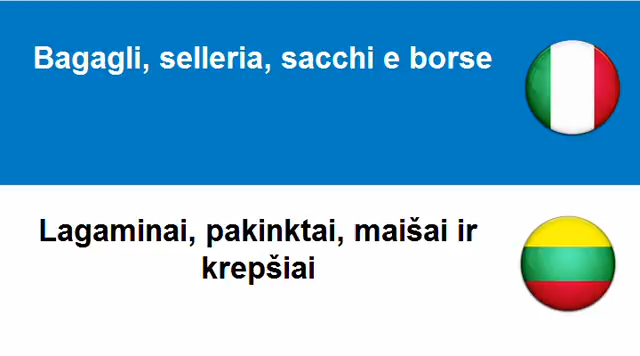 Bagagli, selleria, sacchi e borse
Lagaminai, pakinktai, maišai ir
krepšiai